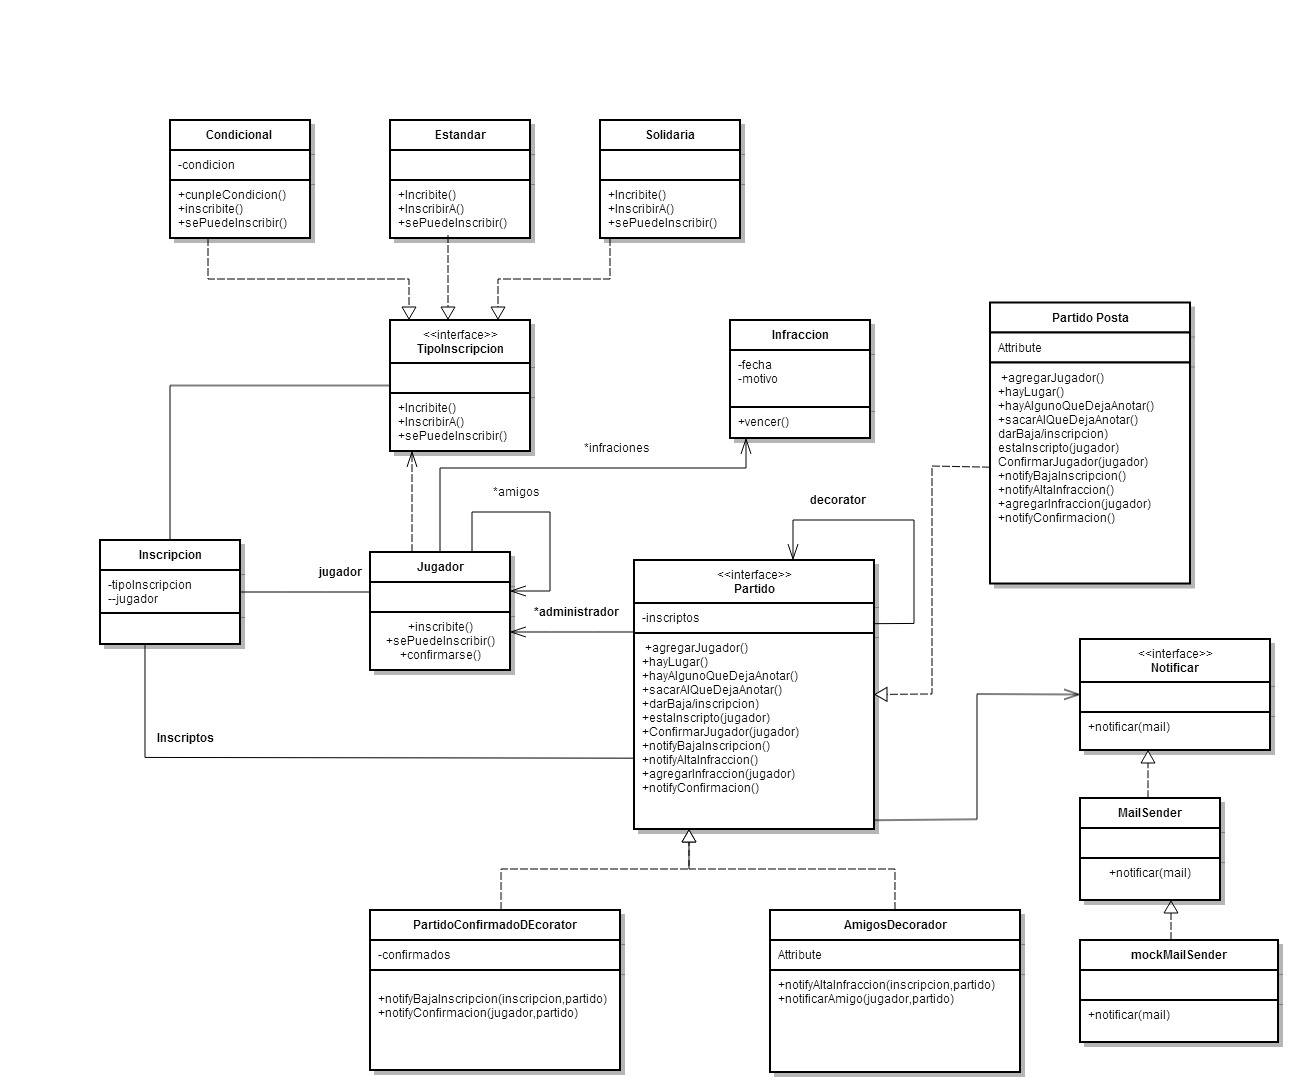 Condicional
-condicion
+cunpleCondicion()
+inscribite()
+sePuedeInscribir()
Estandar
+Incribite()
+InscribirA()
+sePuedeInscribir()
Solidaria
+Incribite()
+InscribirA()
+sePuedeInscribir()
<<interface>>
TipoInscripcion
+Incribite()
+InscribirA()
+sePuedeInscribir()
Infraccion
-fecha
-motivo
+vencer()
Partido Posta
Attribute
+agregarJugador()
+hayLugar()
+hayAlgunoQueDejaAnotar()
+sacarAlQueDejaAnotar()
darBaja/inscripcion)
estaInscripto(jugador)
ConfirmarJugador(jugador)
+notifyBajaInscripcion()
+notifyAltaInfraccion()
+agregarInfraccion(jugador)
+notifyConfirmacion()
*infraciones
*amigos
decorator
Inscripcion
-tipoInscripcion
--jugador
jugador
Jugador
+inscribite()
+sePuedeInscribir()
+confirmarse()
*administrador
<<interface>>
Partido
-inscriptos
+agregarJugador()
+hayLugar()
+hayAlgunoQueDejaAnotar()
+sacarAlQueDejaAnotar()
+darBaja/inscripcion)
+estaInscripto(jugador)
+ConfirmarJugador(jugador)
+notifyBajaInscripcion()
+notifyAltaInfraccion()
+agregarInfraccion(jugador)
+notifyConfirmacion()
Inscriptos
<<interface>>
Notificar
+notificar(mail)
MailSender
+notificar(mail)
PartidoConfirmadoDEcorator
-confirmados
+notifyBajaInscripcion(inscripcion,partido)
+notifyConfirmacion(jugador,partido)
AmigosDecorador
Attribute
+notifyAltaInfraccion(inscripcion,partido)
+notificarAmigo(jugador,partido)
mockMailSender
+notificar(mail)